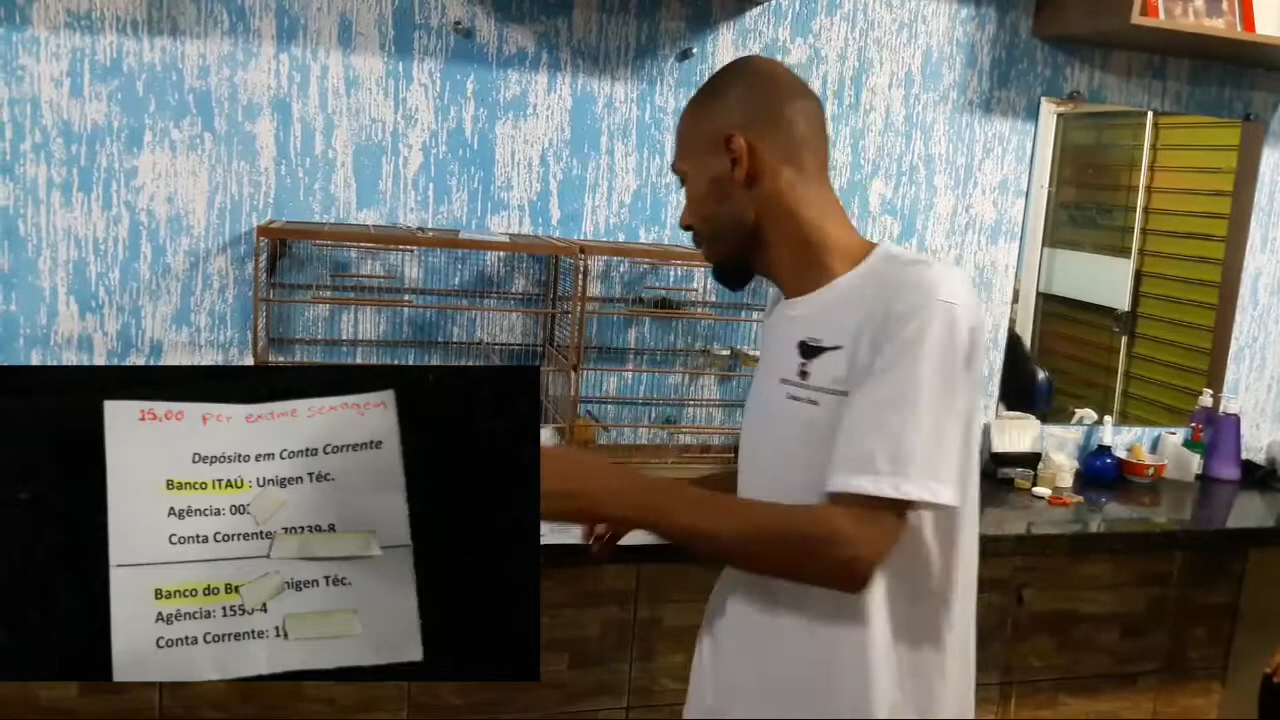 15,00 por exame sexagem
Depósito em Conta Corrente
Banco ITAÚ : Unigen Téc.
Agência: 00
Conta Corrente: 70239-8
Banco do Br nigen Téc.
Agência: 1550-4
Conta Corrente: 1